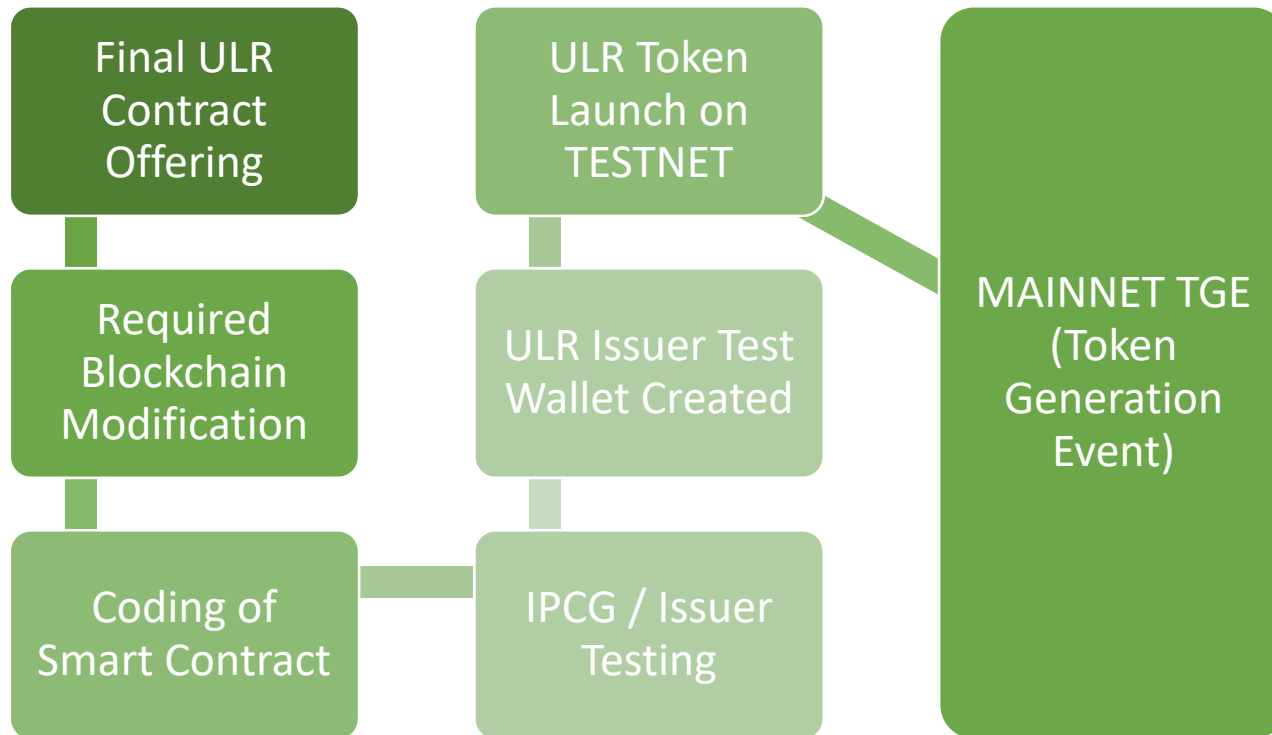 Final ULR
Contract
Offering
Required
Blockchain
Modification
Coding of
Smart Contract
IPCG / Issuer
Testing
ULR Issuer Test
Wallet Created
ULR Token
Launch on
TESTNET
MAINNET TGE
(Token
Generation
Event)